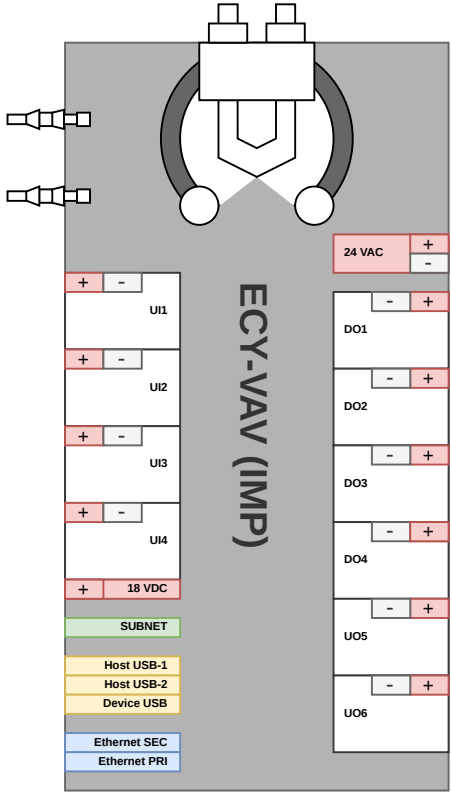 24 VAC
+
-
+ -
UI1
+ -
UI2
+ -
UI3
+ -
UI4
+ 18 VDC
SUBNET
Host USB-1
Host USB-2
Device USB
Ethernet SEC
Ethernet PRI
ECY-VAV (IMP)
- +
DO1
- +
DO2
- +
DO3
- +
DO4
- +
UO5
- +
UO6